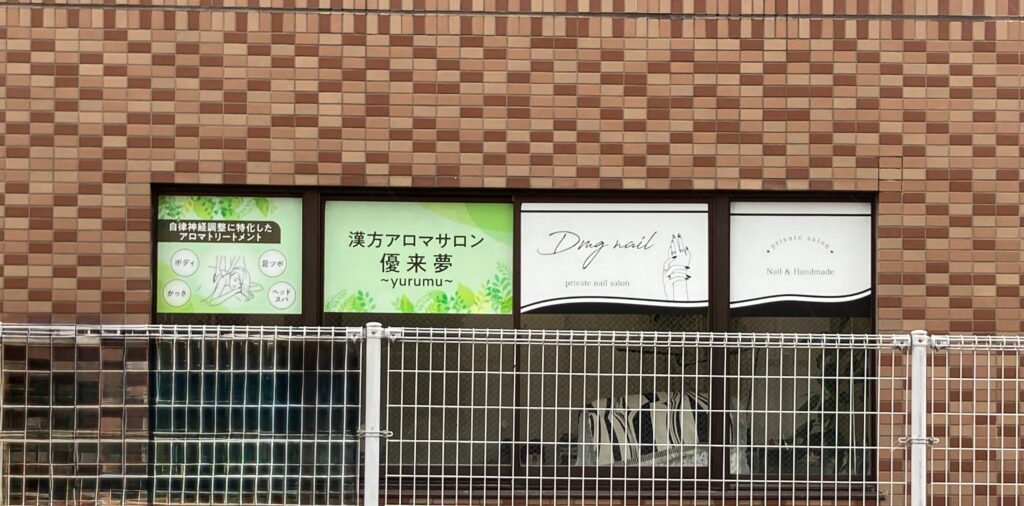 自律神経調整に特化した
アロマトリートメント
ボディ
足ツボ
かっさ
ヘッド
スパ
漢方アロマサロン
優来夢
~yurumu~
Dmg nail
private nail salon
private salon
Nail & Handmade